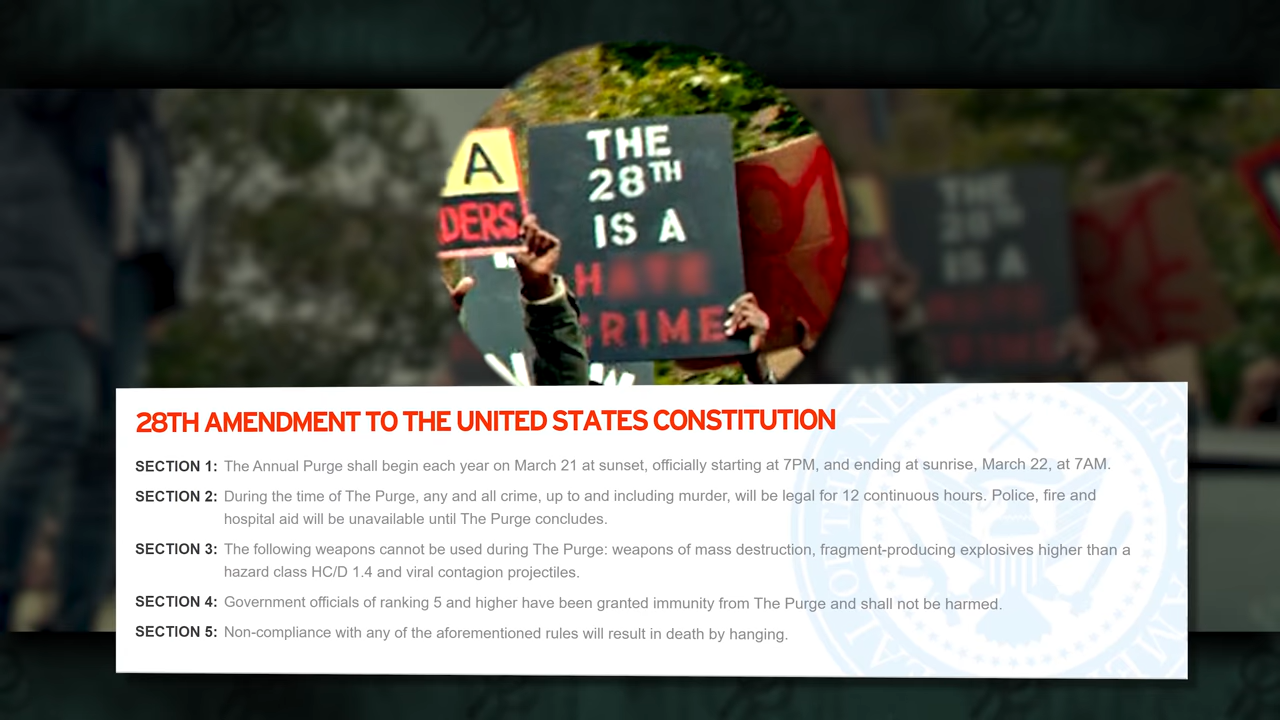 A
DERS
THE
28TH
IS A
HATE
CRIME
28TH AMENDMENT TO THE UNITED STATES CONSTITUTION
SECTION 1: The Annual Purge shall begin each year on March 21 at sunset, officially starting at 7PM, and ending at sunrise, March 22, at 7AM.
SECTION 2: During the time of The Purge, any and all crime, up to and including murder, will be legal for 12 continuous hours. Police, fire and
hospital aid will be unavailable until The Purge concludes.
SECTION 3: The following weapons cannot be used during The Purge: weapons of mass destruction, fragment-producing explosives higher than a
hazard class HC/D 1.4 and viral contagion projectiles.
SECTION 4: Government officials of ranking 5 and higher have been granted immunity from The Purge and shall not be harmed.
SECTION 5: Non-compliance with any of the aforementioned rules will result in death by hanging.